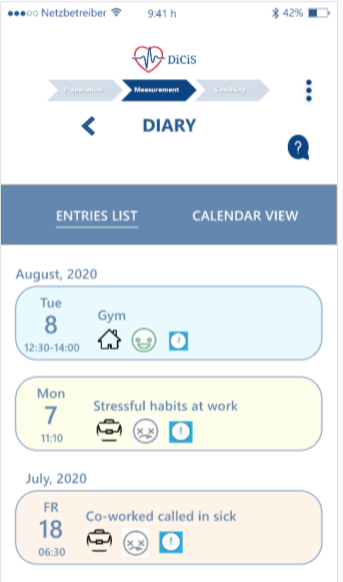 Netzbetreiber 9:41 h 42%
DiCiS
Preparation Measurement Coaching
DIARY
?
ENTRIES LIST CALENDAR VIEW
August, 2020
Tue
8
12:30-14:00
Gym
Mon
7
11:10
Stressful habits at work
July, 2020
FR
18
06:30
Co-worked called in sick